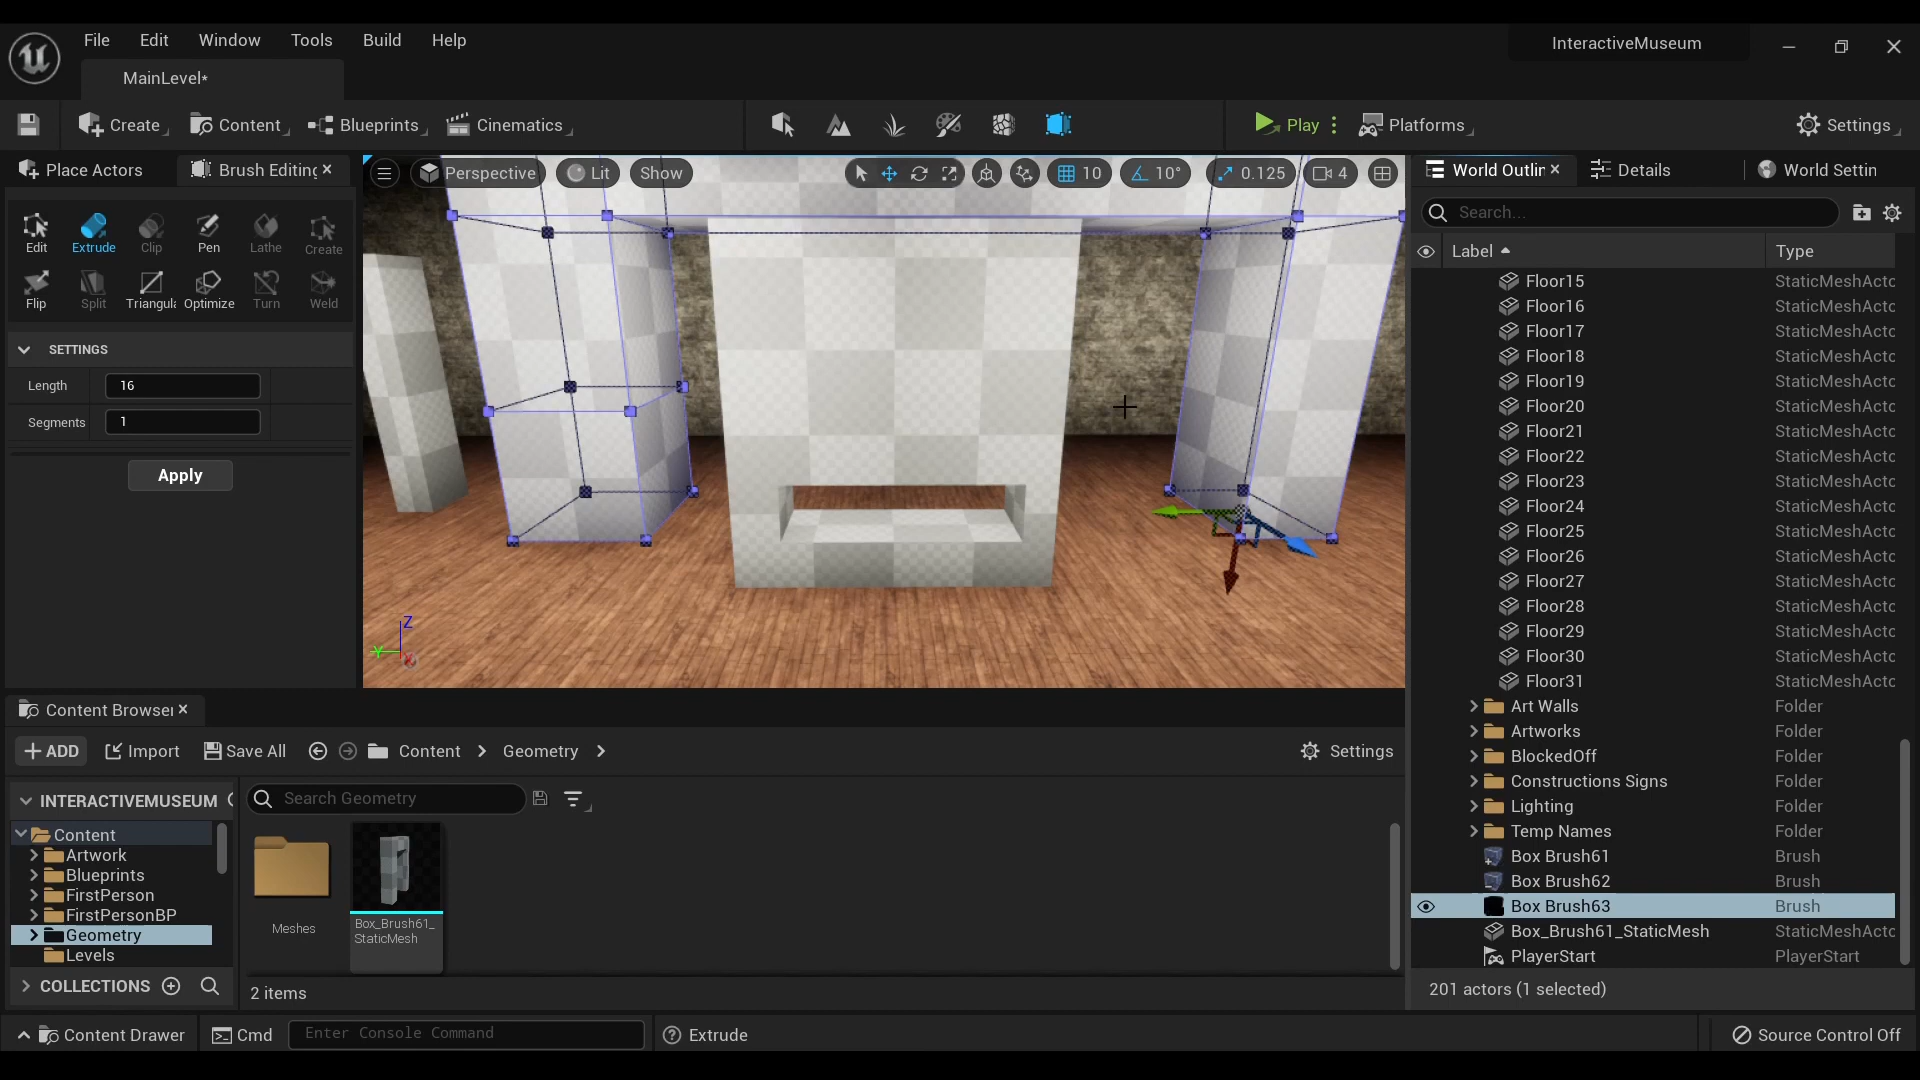 File Edit Window Tools Build Help
InteractiveMuseum
MainLevel*
Create Content Blueprints Cinematics Play Platforms Settings
Place Actors Brush Editing
Perspective Lit Show 10 10° 0.125 4
World Outlin Details World Settin
Edit Extrude Clip Pen Lathe Create
Search...
Label Type
Flip Split Triangula Optimize Turn Weld
SETTINGS
Length 16
Segments 1
Apply
Floor15 StaticMeshActo
Floor16 StaticMeshActo
Floor17 StaticMeshActo
Floor18 StaticMeshActo
Floor19 StaticMeshActo
Floor20 StaticMeshActo
Floor21 StaticMeshActo
Floor22 StaticMeshActo
Floor23 StaticMeshActo
Floor24 StaticMeshActo
Floor25 StaticMeshActo
Floor26 StaticMeshActo
Floor27 StaticMeshActo
Floor28 StaticMeshActo
Floor29 StaticMeshActo
Floor30 StaticMeshActo
Floor31 StaticMeshActo
Art Walls Folder
Artworks Folder
BlockedOff Folder
Constructions Signs Folder
Lighting Folder
Temp Names Folder
Box Brush61 Brush
Box Brush62 Brush
Box Brush63 Brush
Box_Brush61_StaticMesh StaticMeshActo
PlayerStart PlayerStart
201 actors (1 selected)
Z
Y
Content Browser
ADD Import Save All Content Geometry Settings
INTERACTIVEMUSEUM
Search Geometry
Content
Artwork
Blueprints
FirstPerson
FirstPersonBP
Geometry
Levels
COLLECTIONS
Meshes
Box_Brush61_
StaticMesh
2 items
Content Drawer Cmd Enter Console Command Extrude Source Control Off